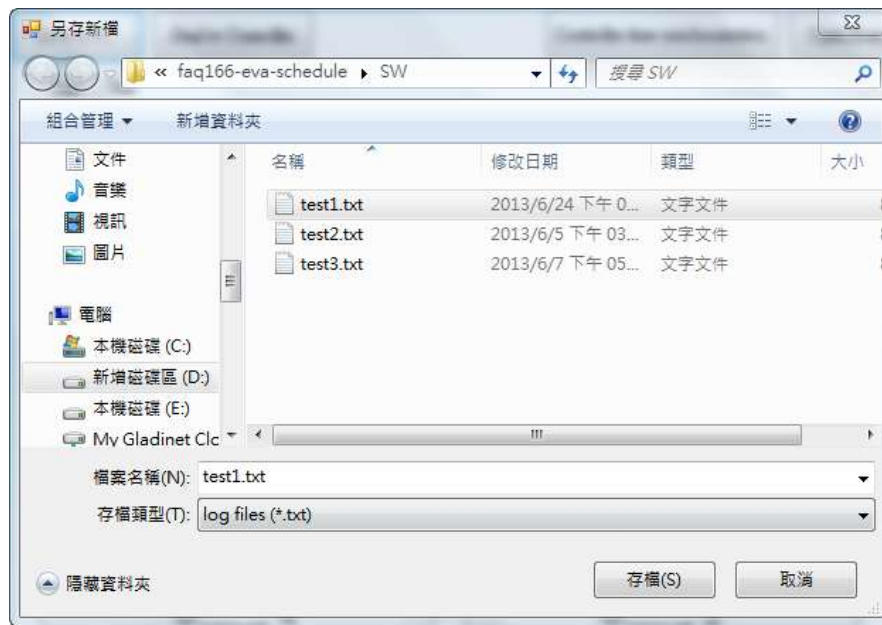 另存新檔
« faq166-eva-schedule ▸ SW
搜尋 SW
組合管理 ▼ 新增資料夾
文件
音樂
視訊
圖片
電腦
本機磁碟 (C:)
新增磁碟區 (D:)
本機磁碟 (E:)
My Gladinet Clc
名稱 修改日期 類型 大小
test1.txt 2013/6/24 下午 0... 文字文件
test2.txt 2013/6/5 下午 03... 文字文件
test3.txt 2013/6/7 下午 05... 文字文件
檔案名稱(N): test1.txt
存檔類型(T): log files (*.txt)
隱藏資料夾 存檔(S) 取消